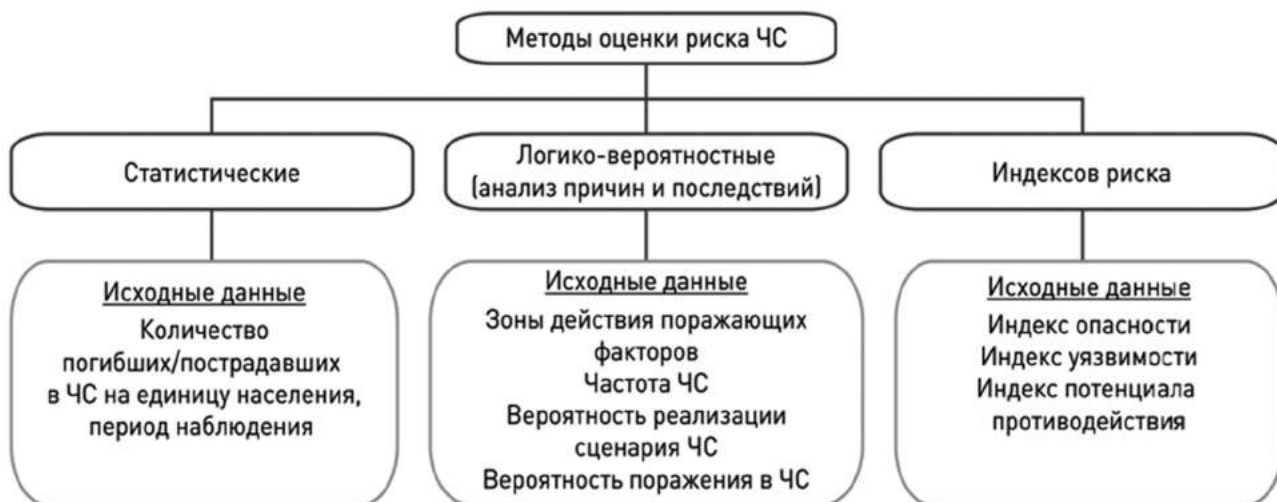 Методы оценки риска ЧС
Статистические
Логико-вероятностные
(анализ причин и последствий)
Индексов риска
Исходные данные
Количество
погибших/пострадавших
в ЧС на единицу населения,
период наблюдения
Исходные данные
Зоны действия поражающих
факторов
Частота ЧС
Вероятность реализации
сценария ЧС
Вероятность поражения в ЧС
Исходные данные
Индекс опасности
Индекс уязвимости
Индекс потенциала
противодействия